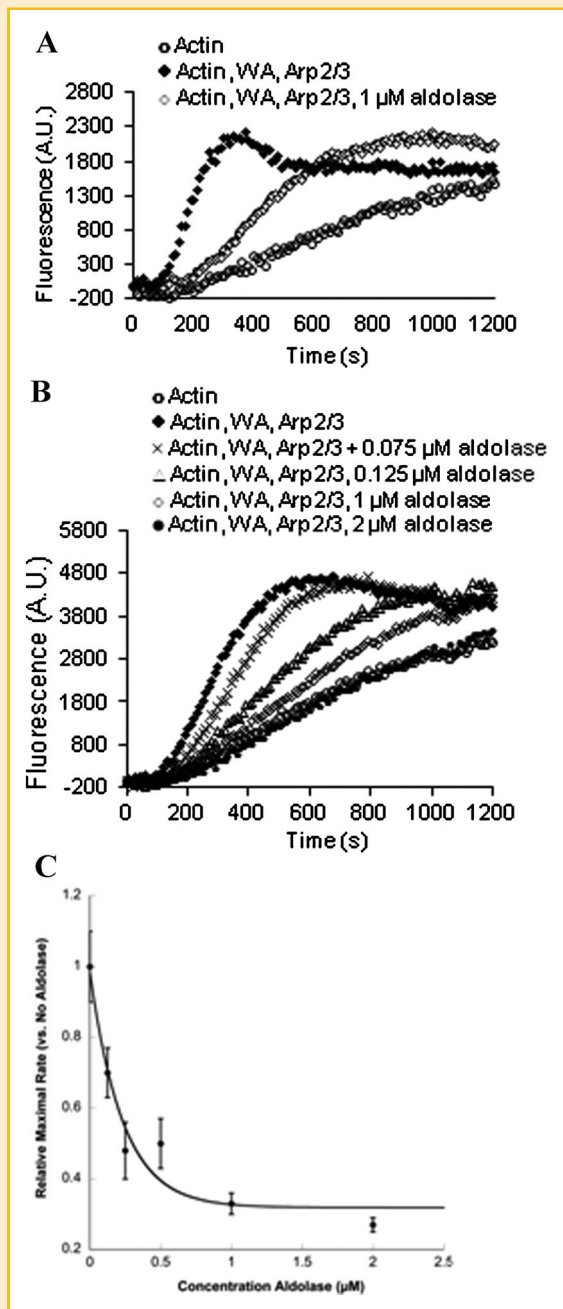 A
Actin
Actin, WA, Arp2/3
Actin, WA, Arp2/3, 1 µM aldolase
2800
2300
1800
1300
800
300
-200
Fluorescence (A.U.)
0 200 400 600 800 1000 1200
Time (s)
B
Actin
Actin, WA, Arp2/3
Actin, WA, Arp2/3 + 0.075 µM aldolase
Actin, WA, Arp2/3, 0.125 µM aldolase
Actin, WA, Arp2/3, 1 µM aldolase
Actin, WA, Arp2/3, 2 µM aldolase
5800
4800
3800
2800
1800
800
-200
Fluorescence (A.U.)
0 200 400 600 800 1000 1200
Time (s)
C
1.2
1
0.8
0.6
0.4
0.2
Relative Maximal Rate (vs. No Aldolase)
0 0.5 1 1.5 2 2.5
Concentration Aldolase (µM)